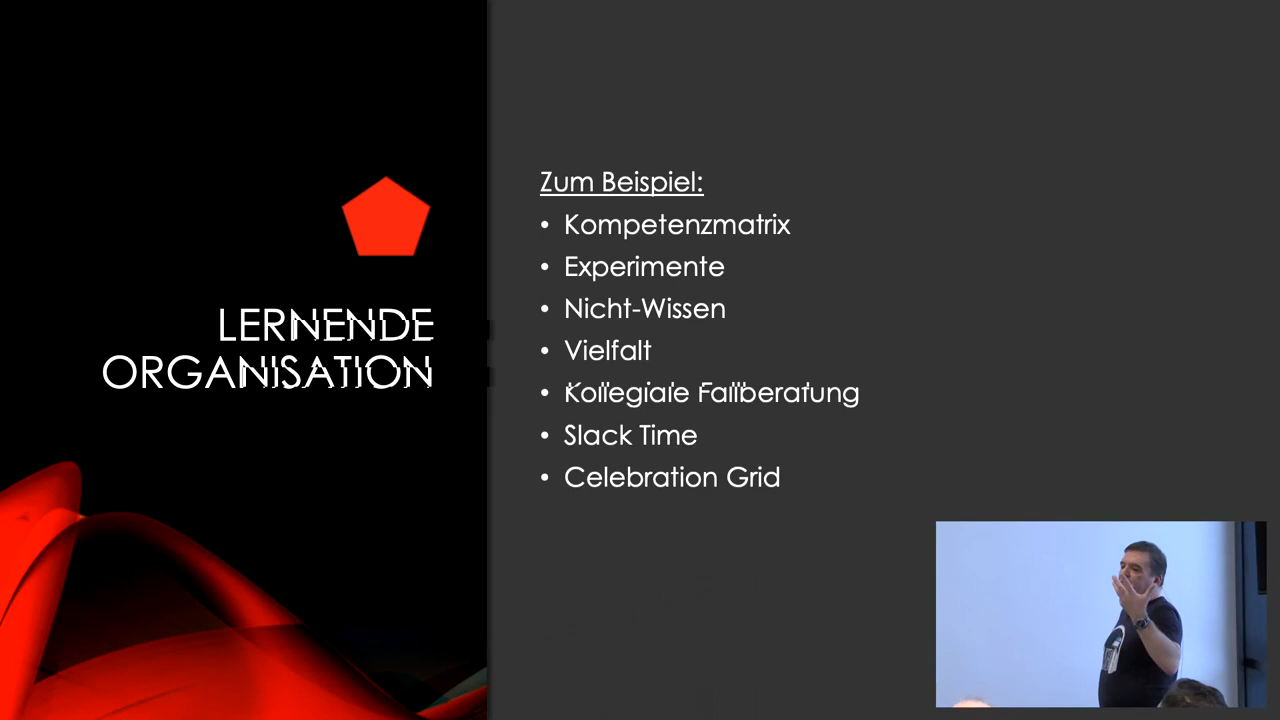 LERNENDE
ORGANISATION
Zum Beispiel:
• Kompetenzmatrix
• Experimente
• Nicht-Wissen
• Vielfalt
• Kollegiale Fallberatung
• Slack Time
• Celebration Grid